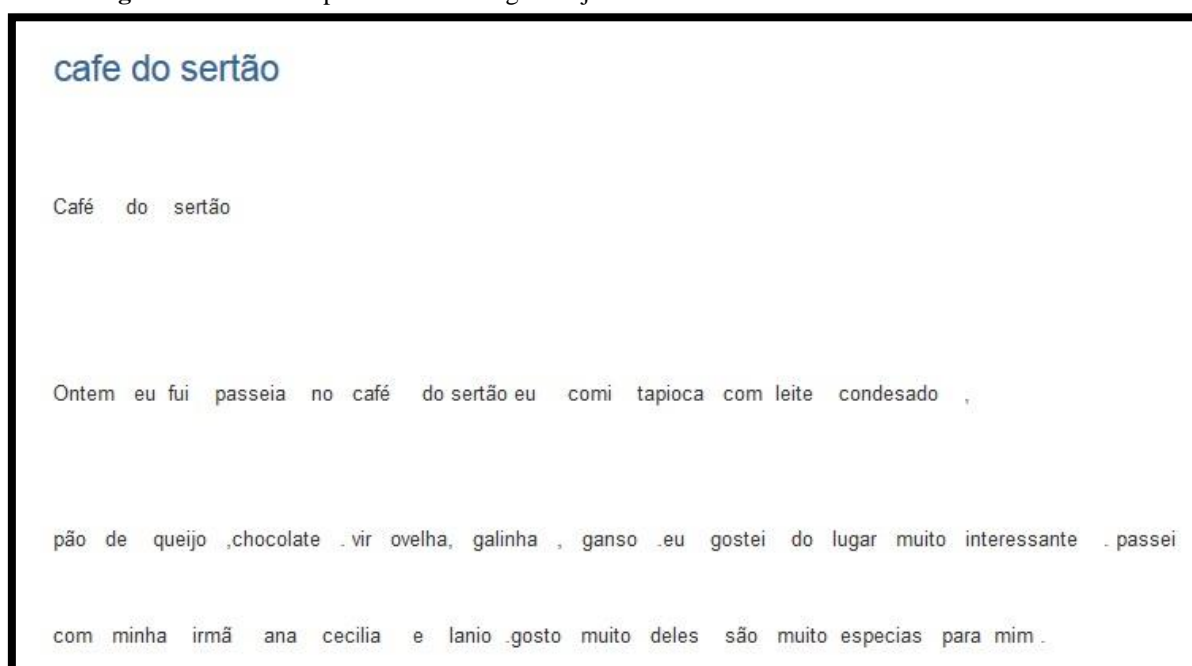 cafe do sertão
Café do sertão
Ontem eu fui passeia no café do sertão eu comi tapioca com leite condesado ,
pão de queijo ,chocolate . vir ovelha, galinha , ganso .eu gostei do lugar muito interessante . passei
com minha irmã ana cecilia e lanio .gosto muito deles são muito especias para mim .